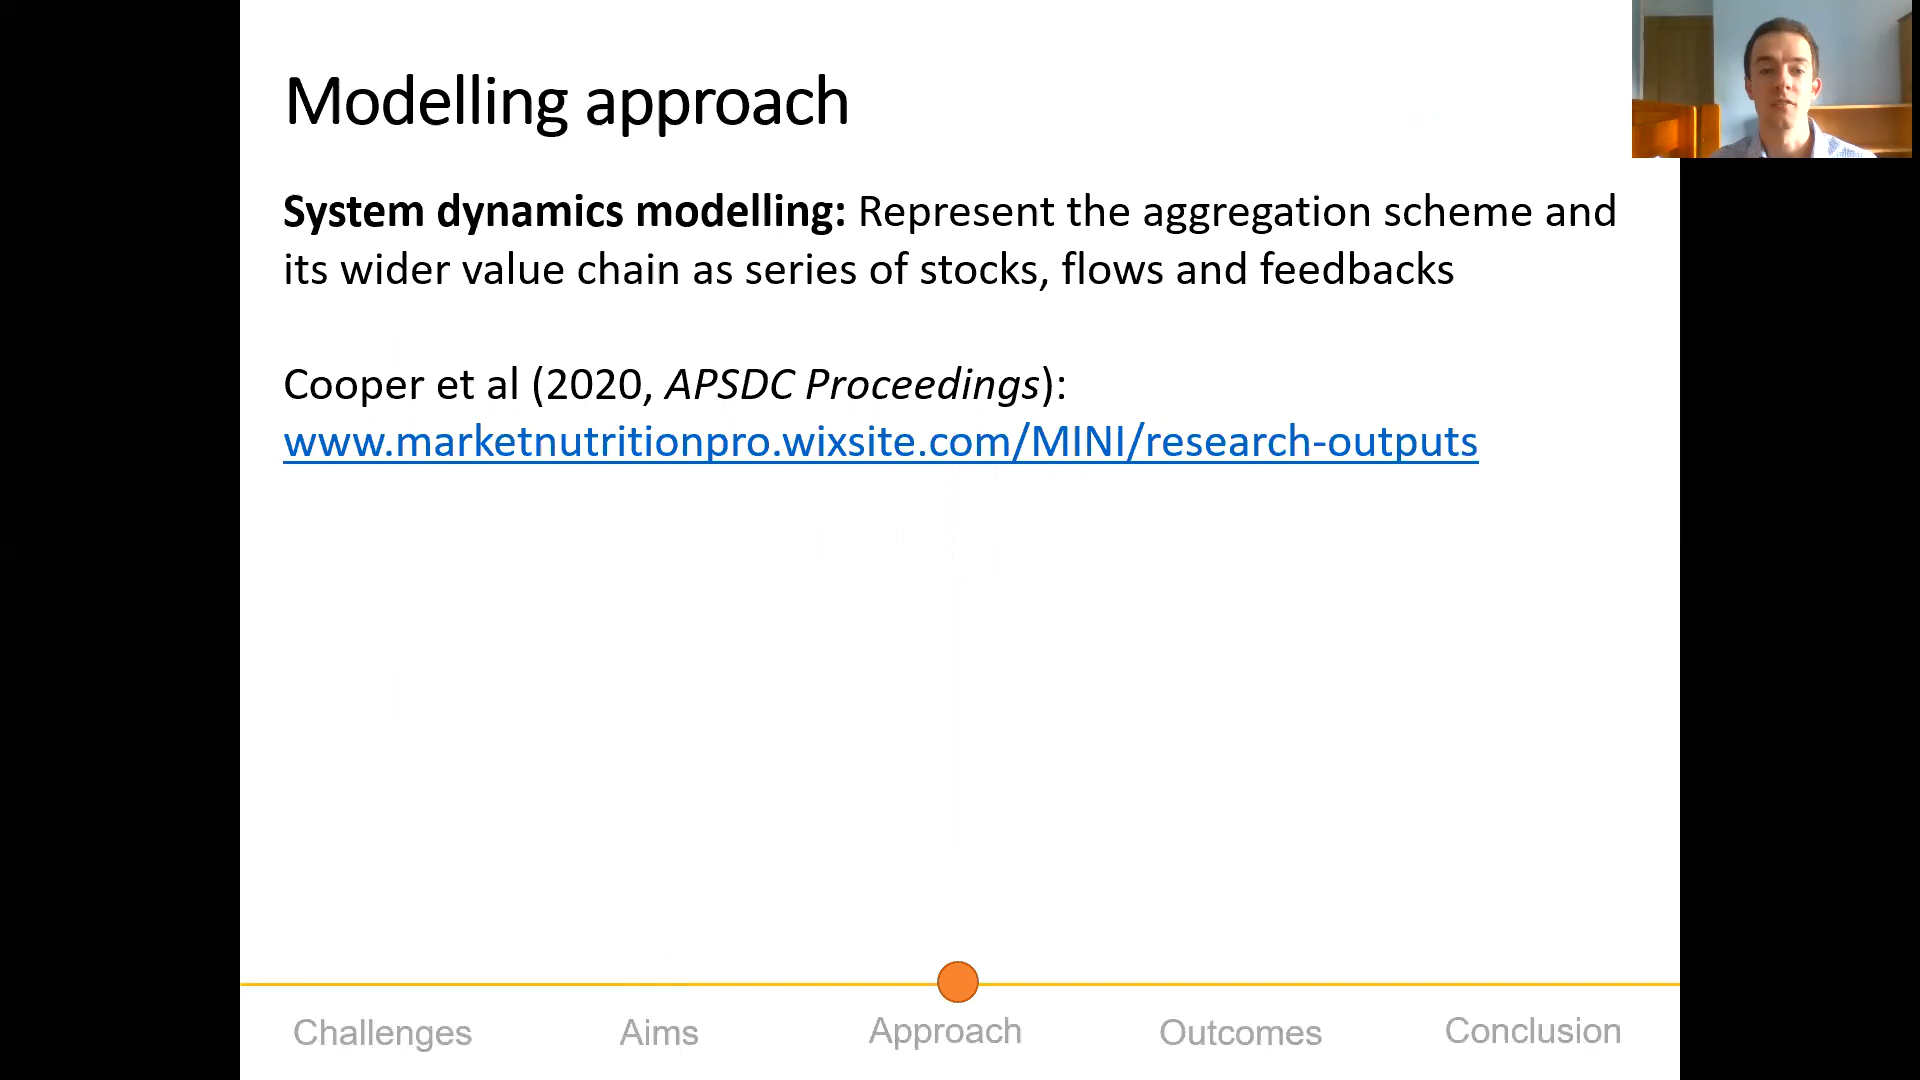 Modelling approach
System dynamics modelling: Represent the aggregation scheme and
its wider value chain as series of stocks, flows and feedbacks
Cooper et al (2020, APSDC Proceedings):
www.marketnutritionpro.wixsite.com/MINI/research-outputs
Challenges
Aims
Approach
Outcomes
Conclusion